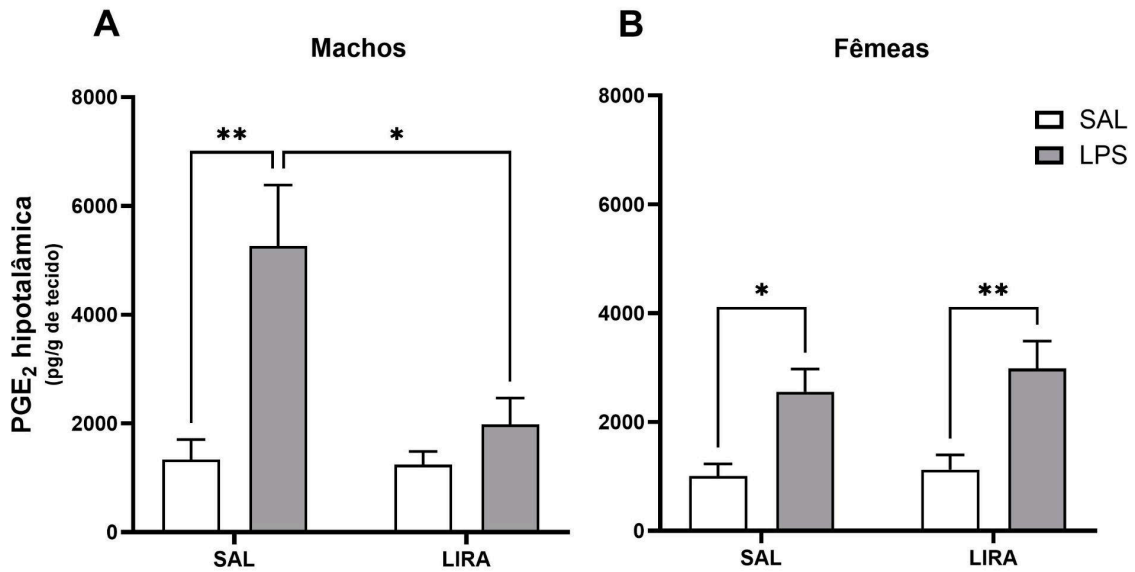 A
Machos
PGE₂ hipotalâmica
(pg/g de tecido)
8000
6000
4000
2000
0
**
*
SAL
LIRA
B
Fêmeas
8000
6000
4000
2000
0
*
**
SAL
LIRA
SAL
LPS